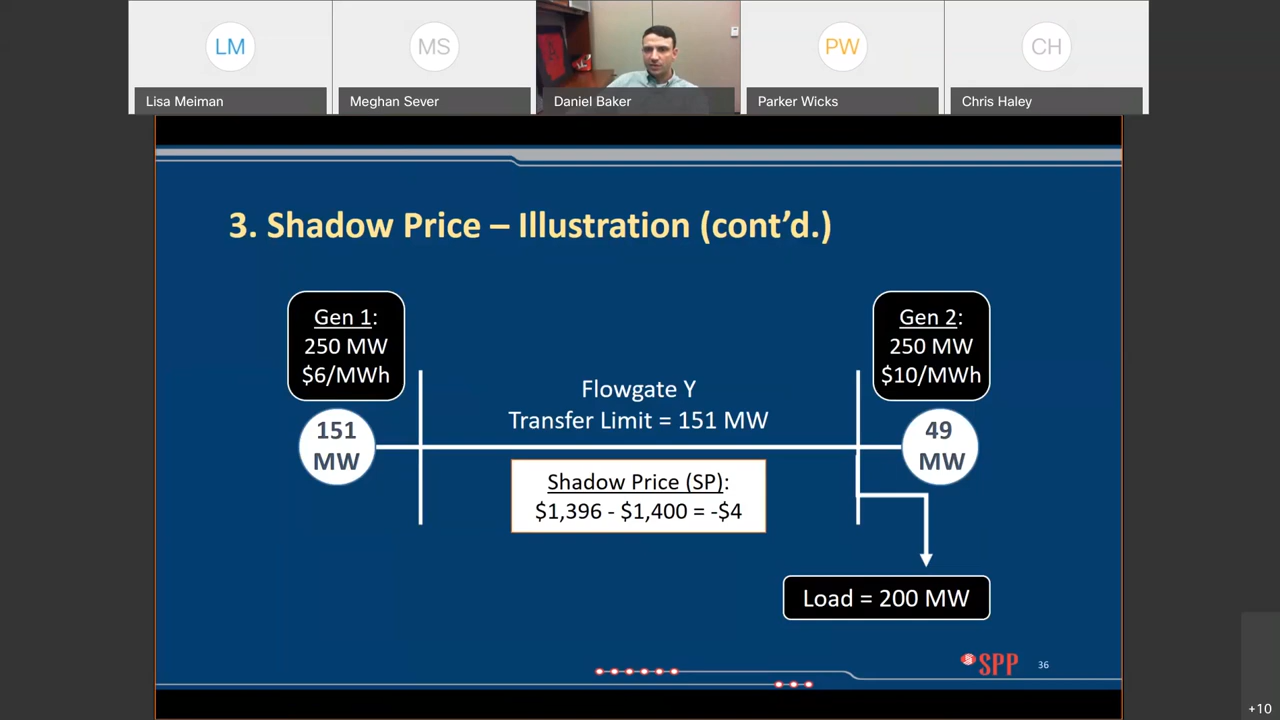 LM
MS
PW
CH
Lisa Meiman
Meghan Sever
Daniel Baker
Parker Wicks
Chris Haley
3. Shadow Price – Illustration (cont’d.)
Gen 1:
250 MW
$6/MWh
151
MW
Flowgate Y
Transfer Limit = 151 MW
Shadow Price (SP):
$1,396 - $1,400 = -$4
Gen 2:
250 MW
$10/MWh
49
MW
Load = 200 MW
SPP
36
+10